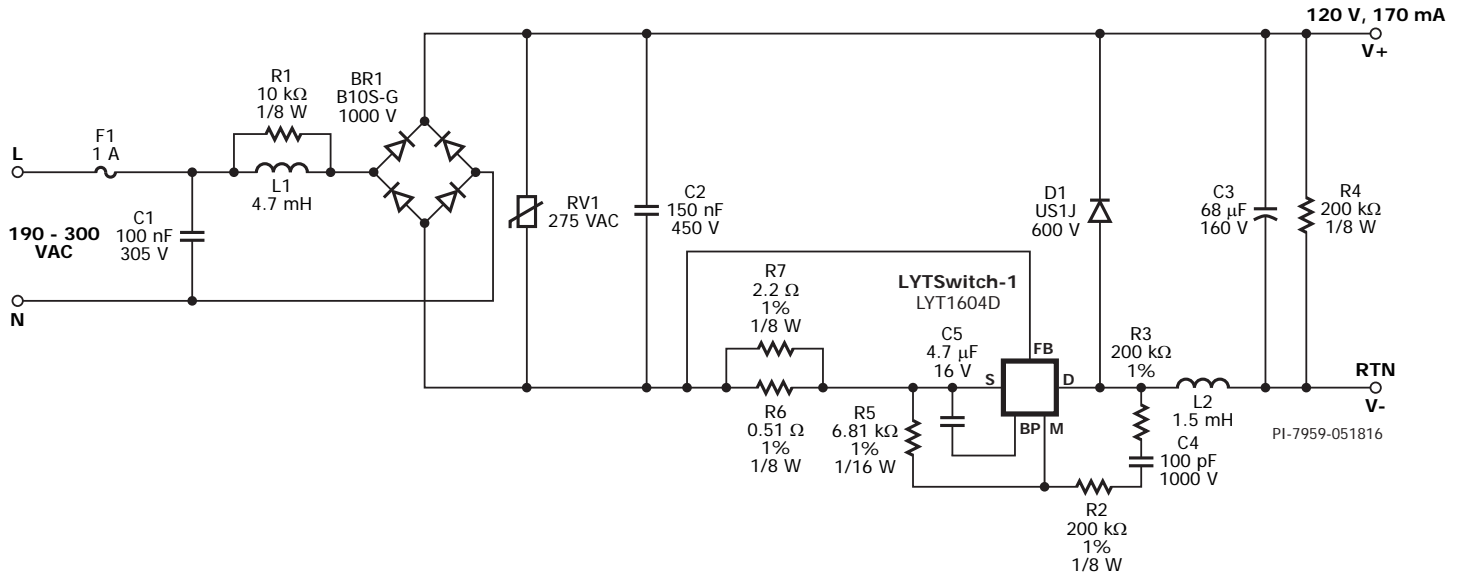 120 V, 170 mA
V+
R1
10 kΩ
1/8 W
BR1
B10S-G
1000 V
F1
1 A
L
L1
4.7 mH
C1
100 nF
305 V
190 - 300
VAC
N
RV1
275 VAC
C2
150 nF
450 V
D1
US1J
600 V
C3
68 µF
160 V
R4
200 kΩ
1/8 W
R7
2.2 Ω
1%
1/8 W
LYTSwitch-1
LYT1604D
C5
4.7 µF
16 V
FB
S
D
BP
M
R3
200 kΩ
1%
RTN
V-
L2
1.5 mH
R6
0.51 Ω
1%
1/8 W
R5
6.81 kΩ
1%
1/16 W
C4
100 pF
1000 V
PI-7959-051816
R2
200 kΩ
1%
1/8 W